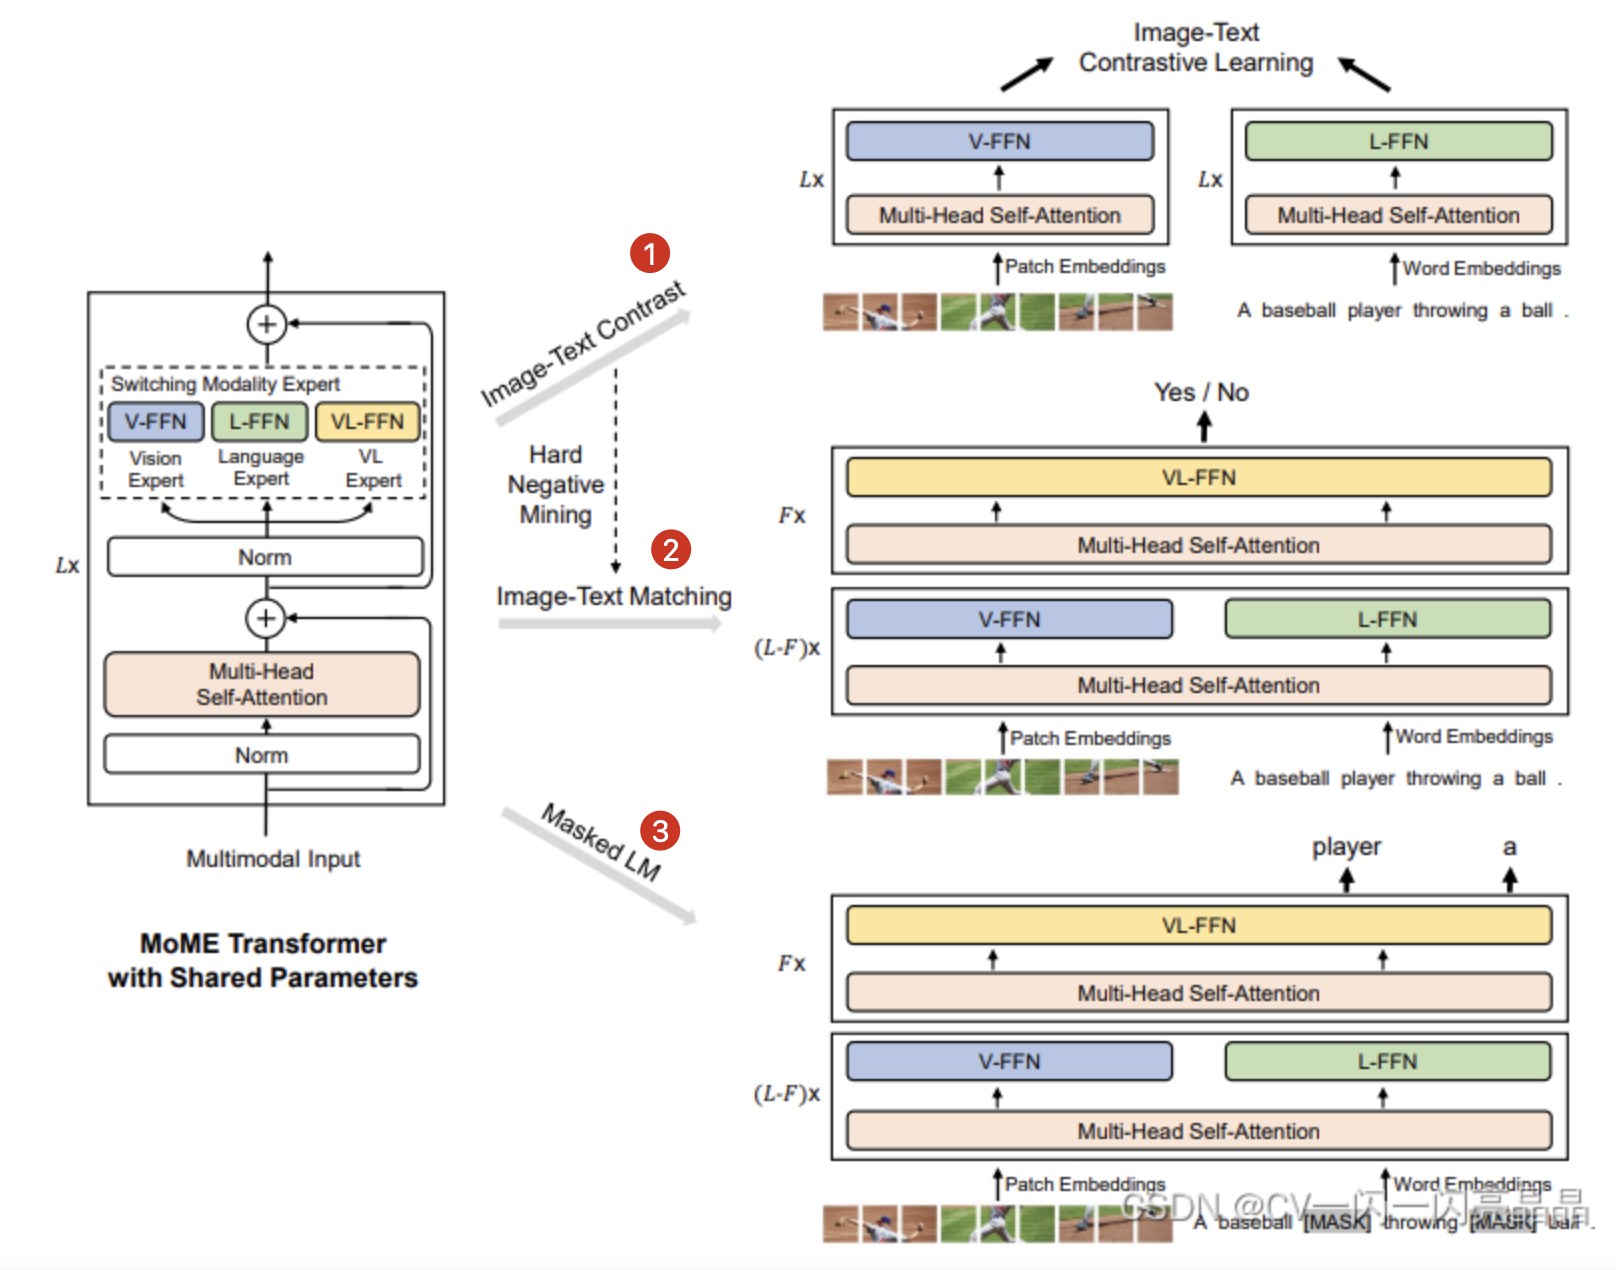 Image-Text
Contrastive Learning
V-FFN
L-FFN
Lx
Lx
Multi-Head Self-Attention
Multi-Head Self-Attention
Patch Embeddings
Word Embeddings
A baseball player throwing a ball .
1
Image-Text Contrast
Hard
Negative
Mining
2
Image-Text Matching
3
Masked LM
Switching Modality Expert
V-FFN
L-FFN
VL-FFN
Vision
Expert
Language
Expert
VL
Expert
Norm
Lx
Multi-Head
Self-Attention
Norm
Multimodal Input
MoME Transformer
with Shared Parameters
Yes / No
VL-FFN
Fx
Multi-Head Self-Attention
V-FFN
L-FFN
(L-F)x
Multi-Head Self-Attention
Patch Embeddings
Word Embeddings
A baseball player throwing a ball .
player
a
VL-FFN
Fx
Multi-Head Self-Attention
V-FFN
L-FFN
(L-F)x
Multi-Head Self-Attention
Patch Embeddings
Word Embeddings
A baseball [MASK] throwing [MASK] ball .
CSDN @CV一闪一闪亮晶晶